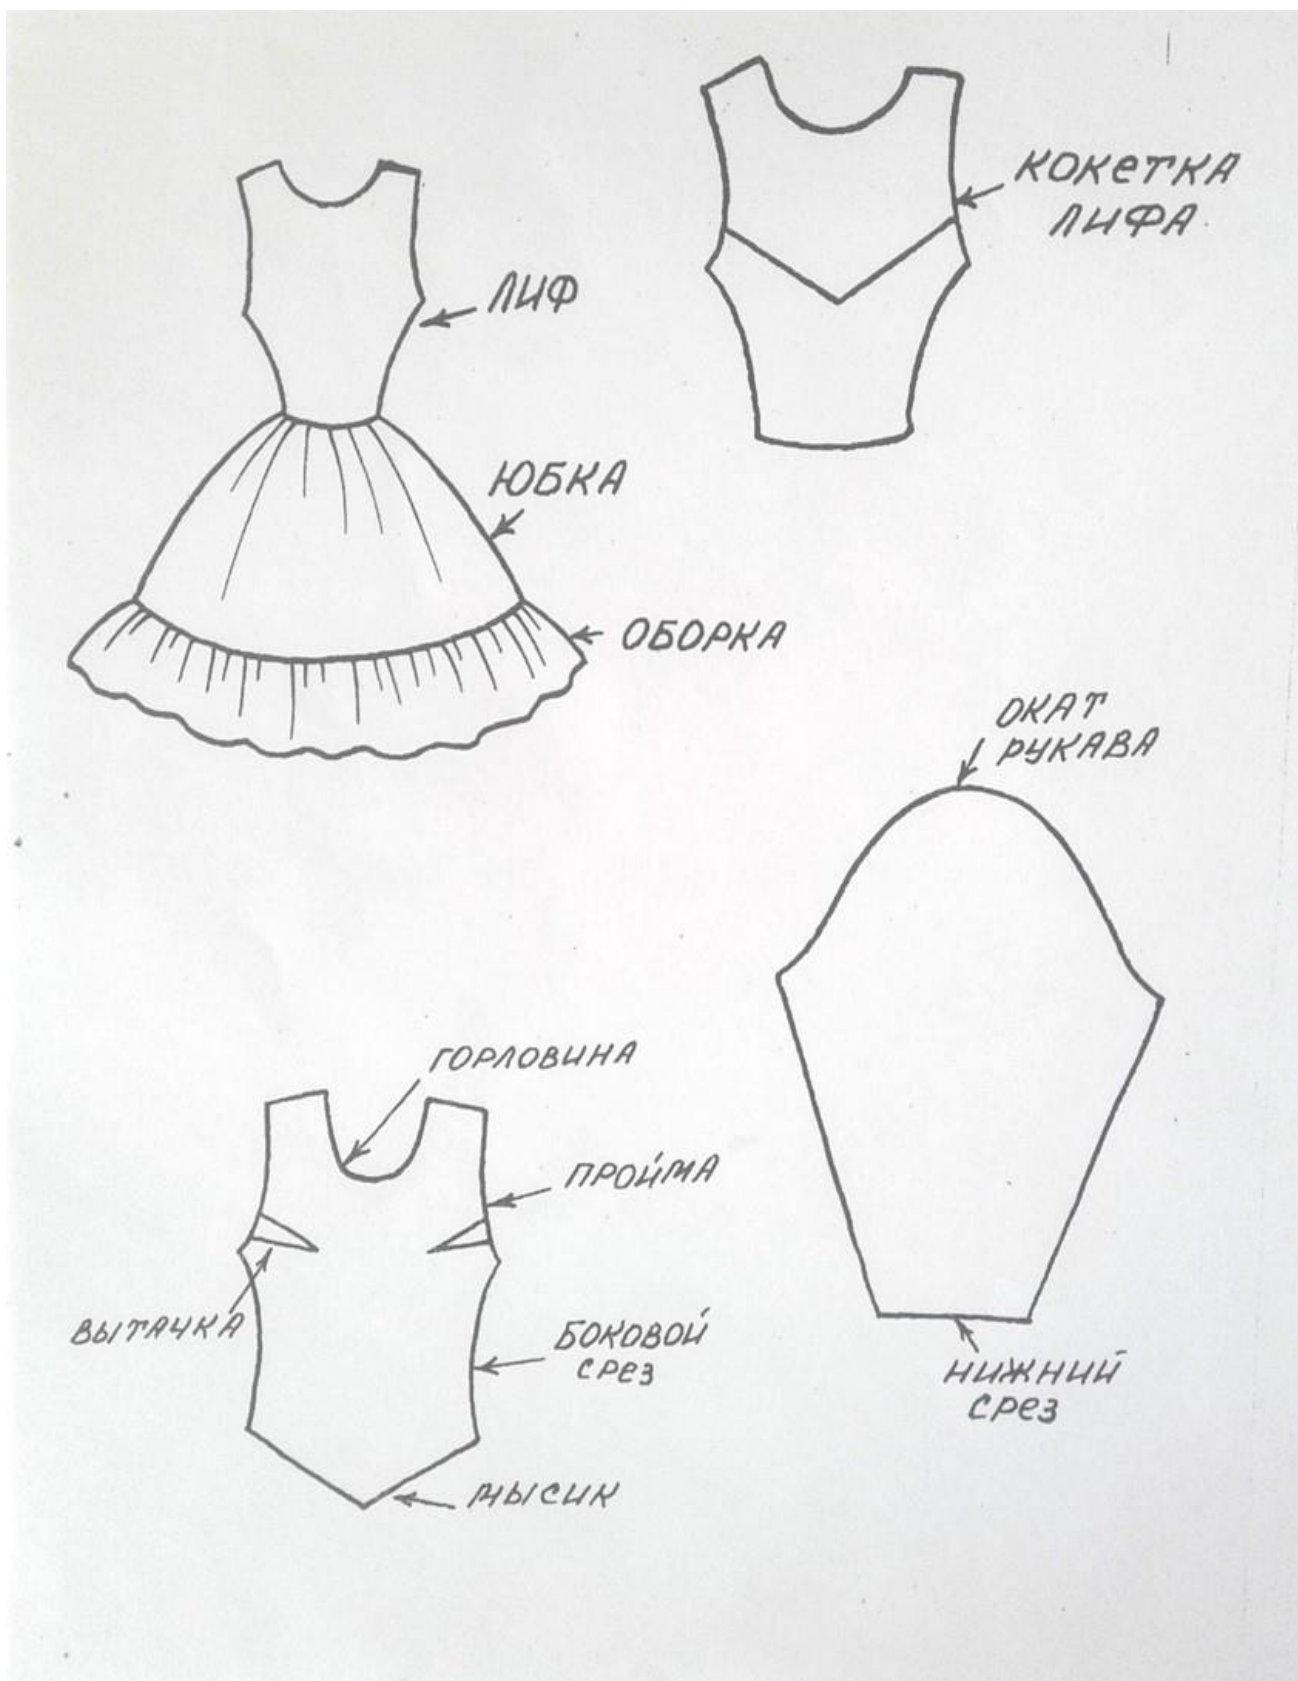 КОКЕТКА
ЛИФА
ЛИФ
ЮБКА
ОБОРКА
ОКАТ
РУКАВА
ГОРЛОВИНА
ПРОЙМА
ВЫТАЧКА
БОКОВОЙ
СРЕЗ
НИЖНИЙ
СРЕЗ
МЫСИК